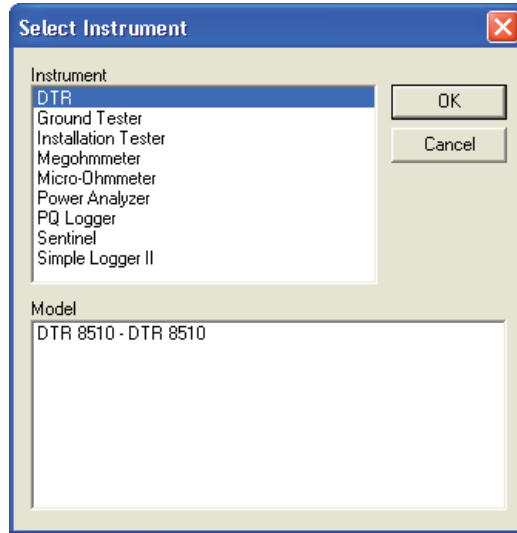 Select Instrument
Instrument
DTR
Ground Tester
Installation Tester
Megohmmeter
Micro-Ohmmeter
Power Analyzer
PQ Logger
Sentinel
Simple Logger II
OK
Cancel
Model
DTR 8510 - DTR 8510